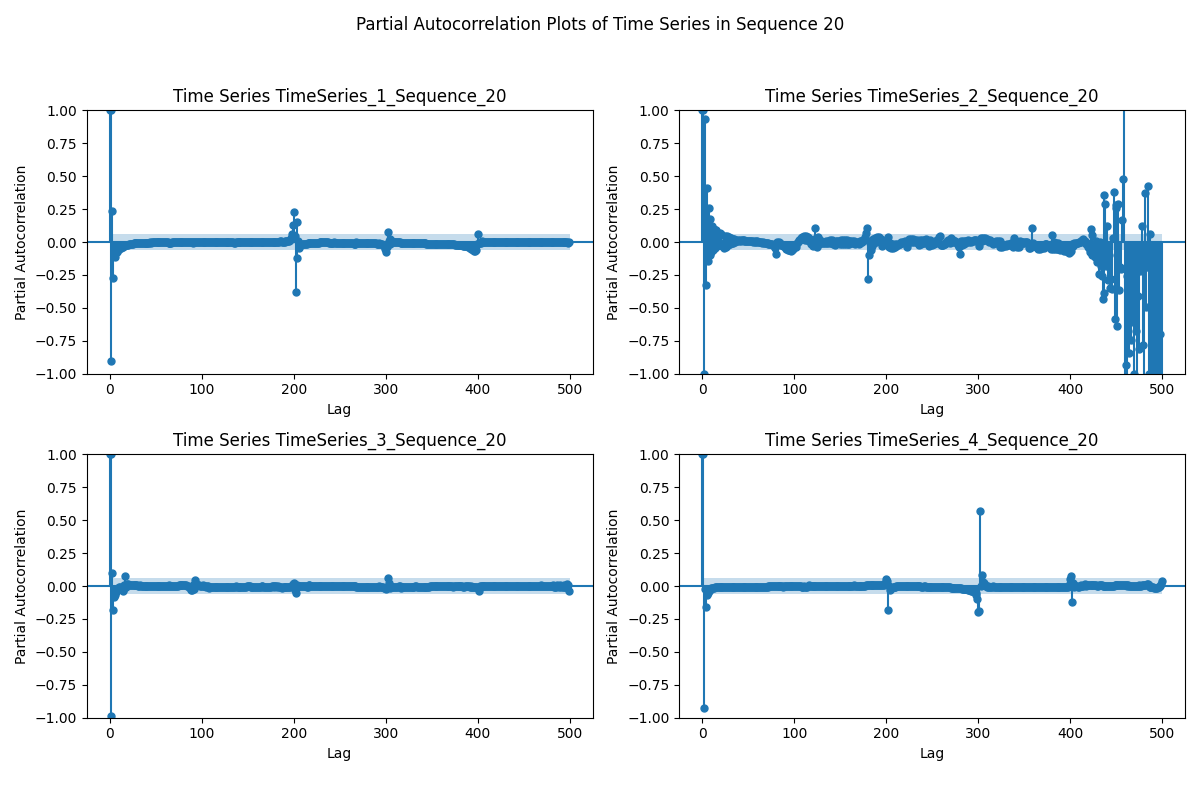 Partial Autocorrelation Plots of Time Series in Sequence 20
Time Series TimeSeries_1_Sequence_20
1.00
0.75
0.50
0.25
0.00
−0.25
−0.50
−0.75
−1.00
Partial Autocorrelation
0 100 200 300 400 500
Lag
Time Series TimeSeries_2_Sequence_20
1.00
0.75
0.50
0.25
0.00
−0.25
−0.50
−0.75
−1.00
Partial Autocorrelation
0 100 200 300 400 500
Lag
Time Series TimeSeries_3_Sequence_20
1.00
0.75
0.50
0.25
0.00
−0.25
−0.50
−0.75
−1.00
Partial Autocorrelation
0 100 200 300 400 500
Lag
Time Series TimeSeries_4_Sequence_20
1.00
0.75
0.50
0.25
0.00
−0.25
−0.50
−0.75
−1.00
Partial Autocorrelation
0 100 200 300 400 500
Lag